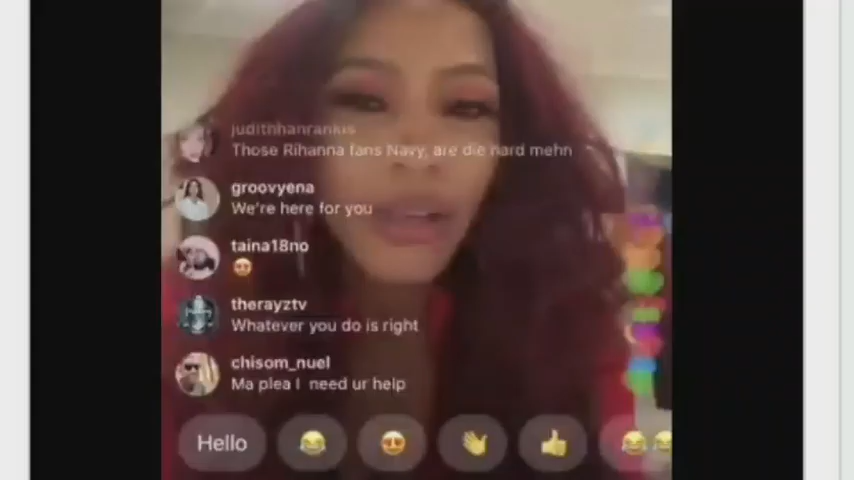 judithhanrankis
Those Rihanna fans Navy, are die hard mehn
groovyena
We're here for you
taina18no
😍
therayztv
Whatever you do is right
chisom_nuel
Ma plea I need ur help
Hello 😂 😍 👋 👍 😂😂